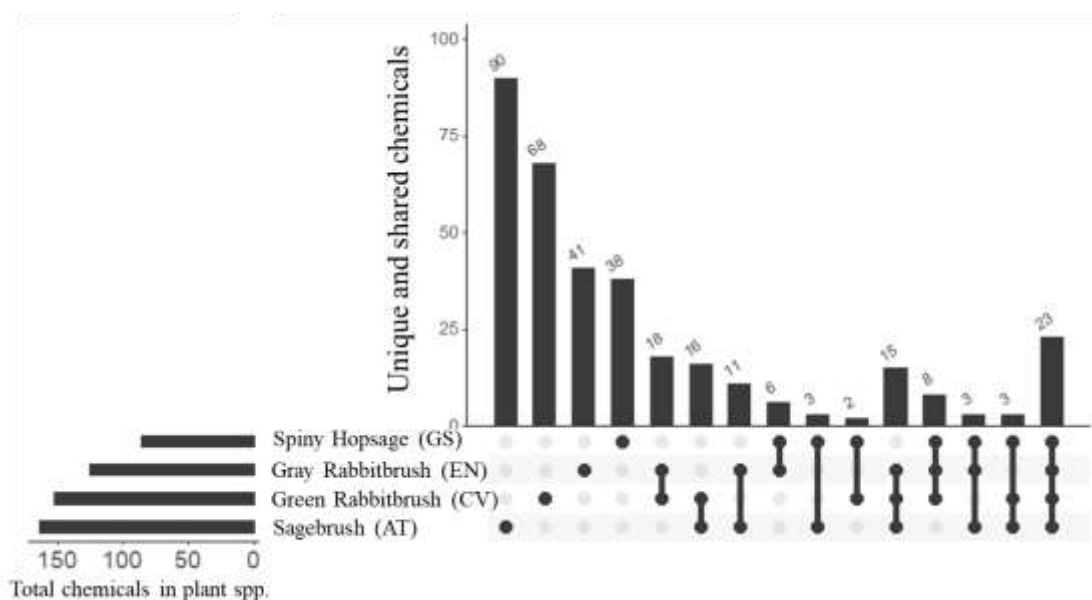 Unique and shared chemicals
100
75
50
25
0
90
68
41
38
18
16
11
6
3
2
15
8
3
3
23
Spiny Hopsage (GS)
Gray Rabbitbrush (EN)
Green Rabbitbrush (CV)
Sagebrush (AT)
150 100 50 0
Total chemicals in plant spp.